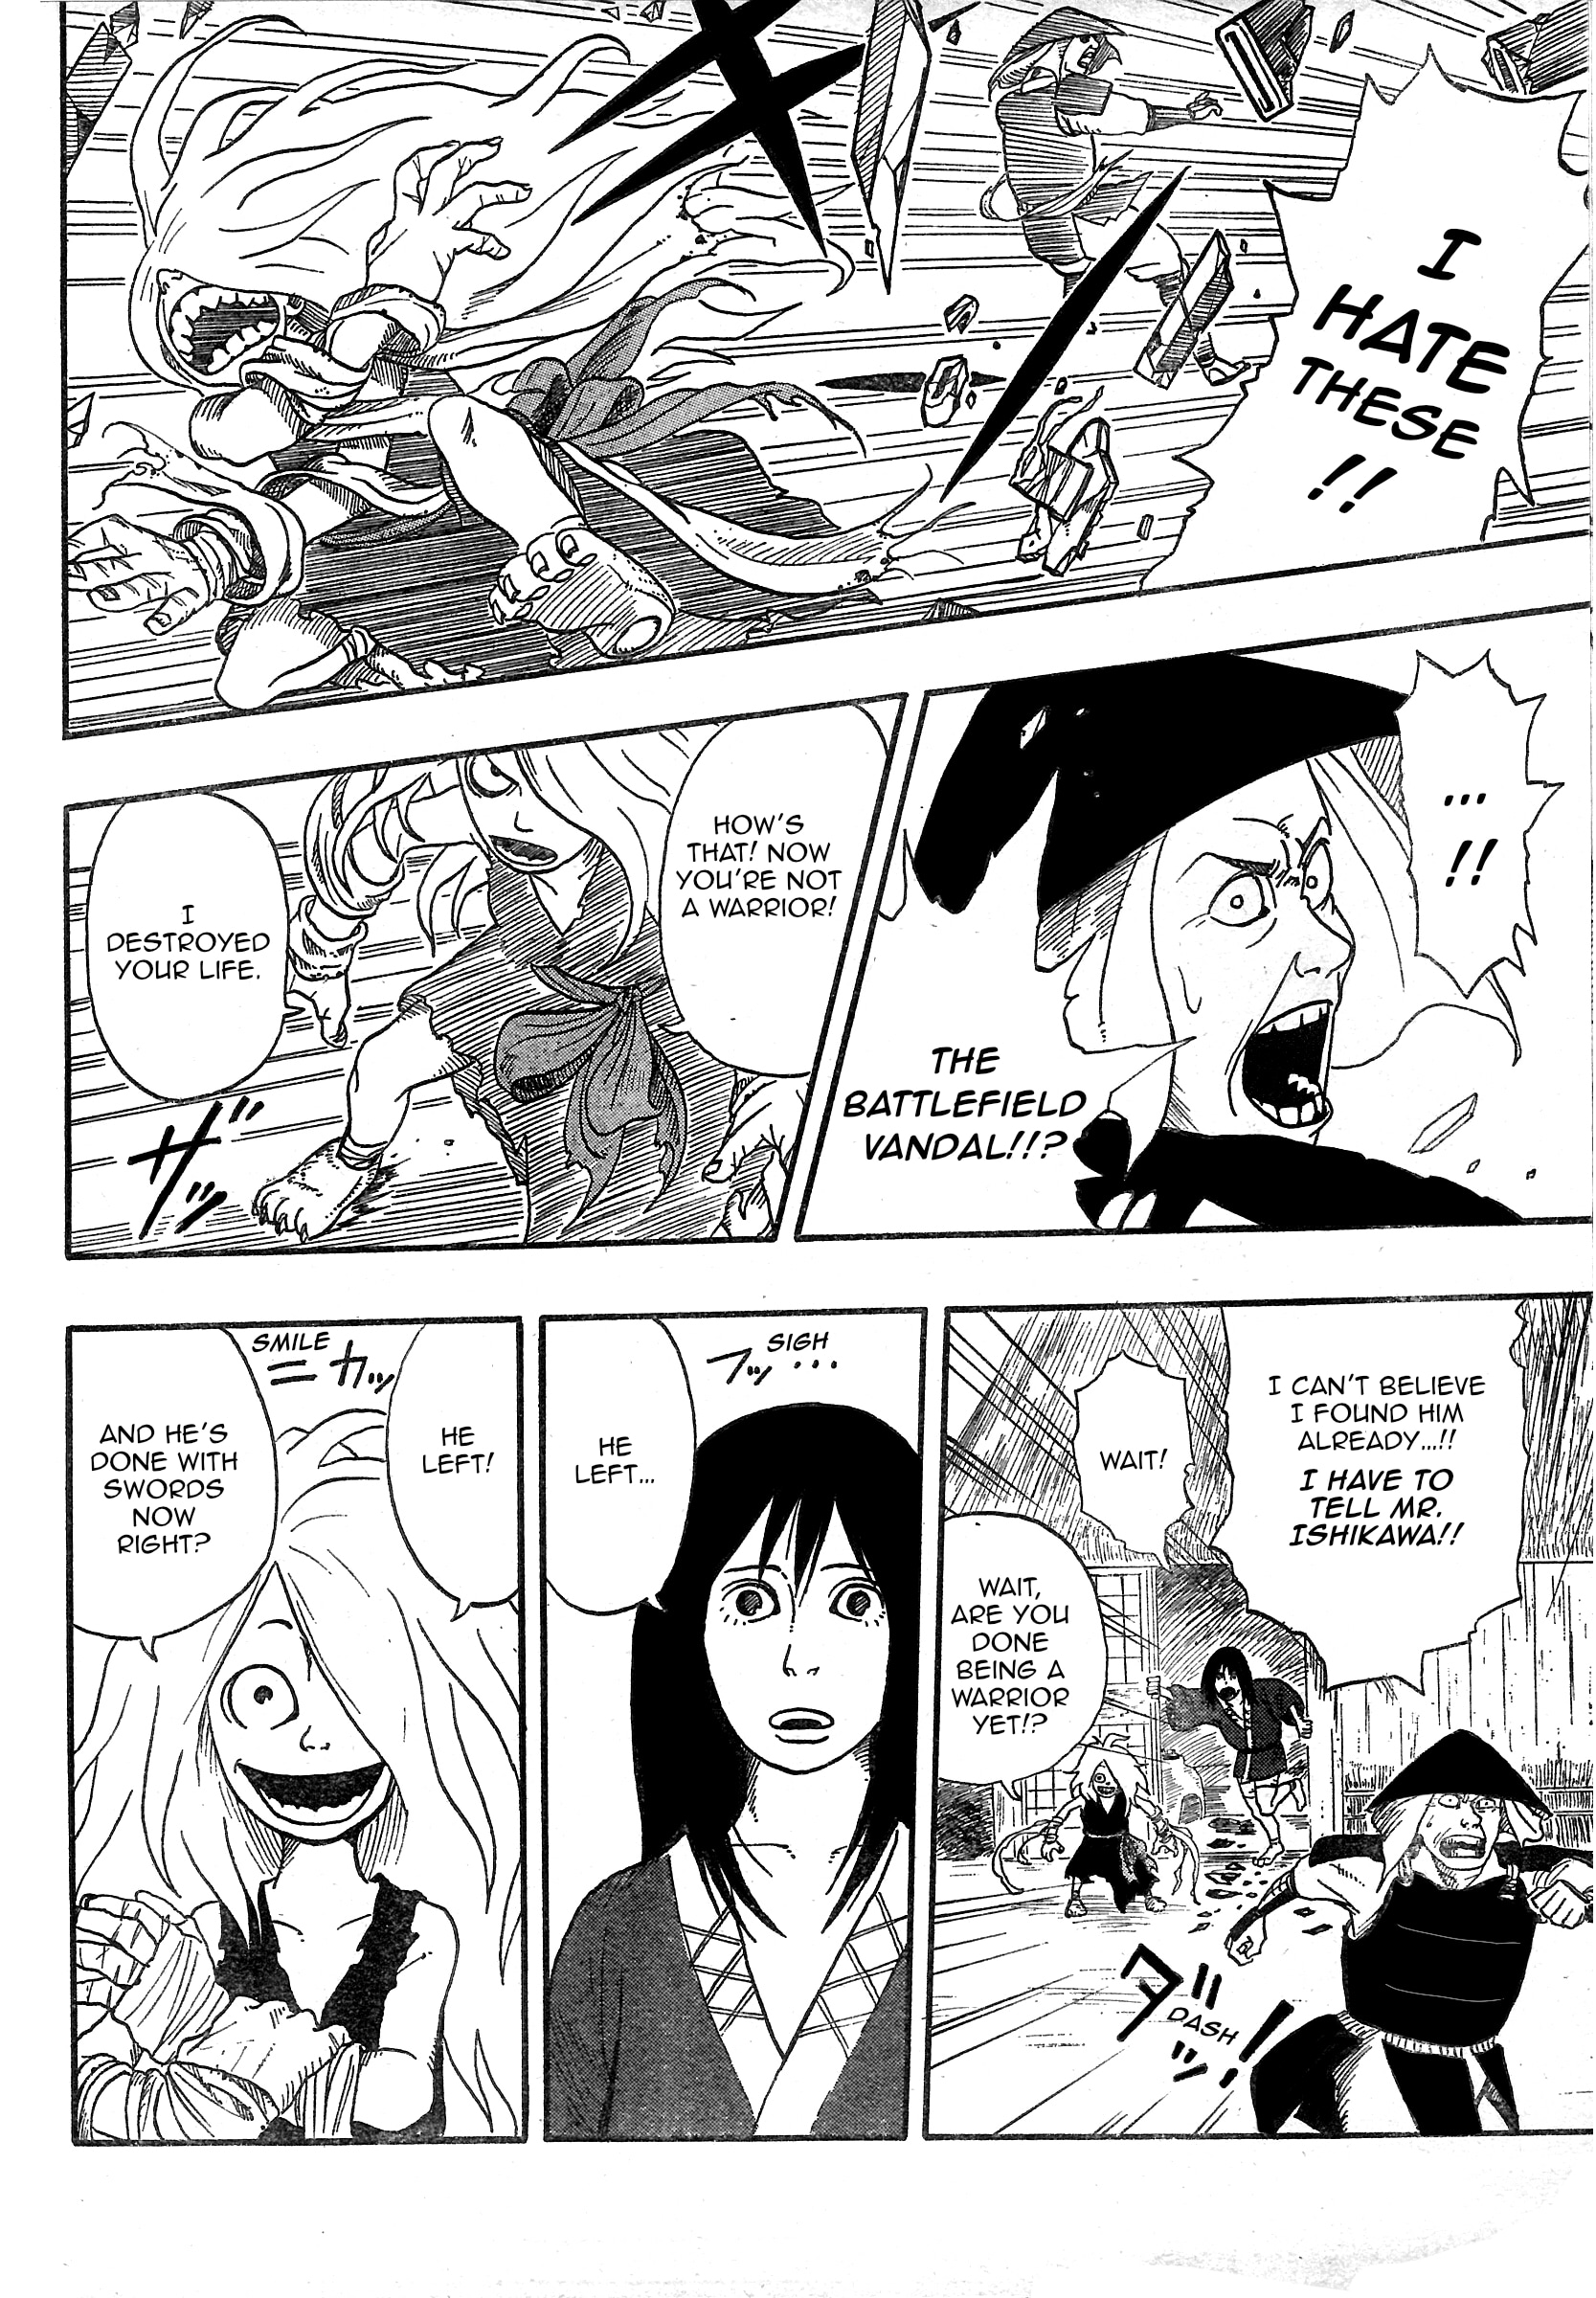 I
HATE
THESE
!!
...
!!
THE
BATTLEFIELD
VANDAL!!?
HOW'S
THAT! NOW
YOU'RE NOT
A WARRIOR!
I
DESTROYED
YOUR LIFE.
ザッ
I CAN'T BELIEVE
I FOUND HIM
ALREADY...!!
I HAVE TO
TELL MR.
ISHIKAWA!!
WAIT!
WAIT,
ARE YOU
DONE
BEING A
WARRIOR
YET!?
ダッ!
DASH
SIGH
フッ...
HE
LEFT...
SMILE
ニカッ
HE
LEFT!
AND HE'S
DONE WITH
SWORDS
NOW
RIGHT?